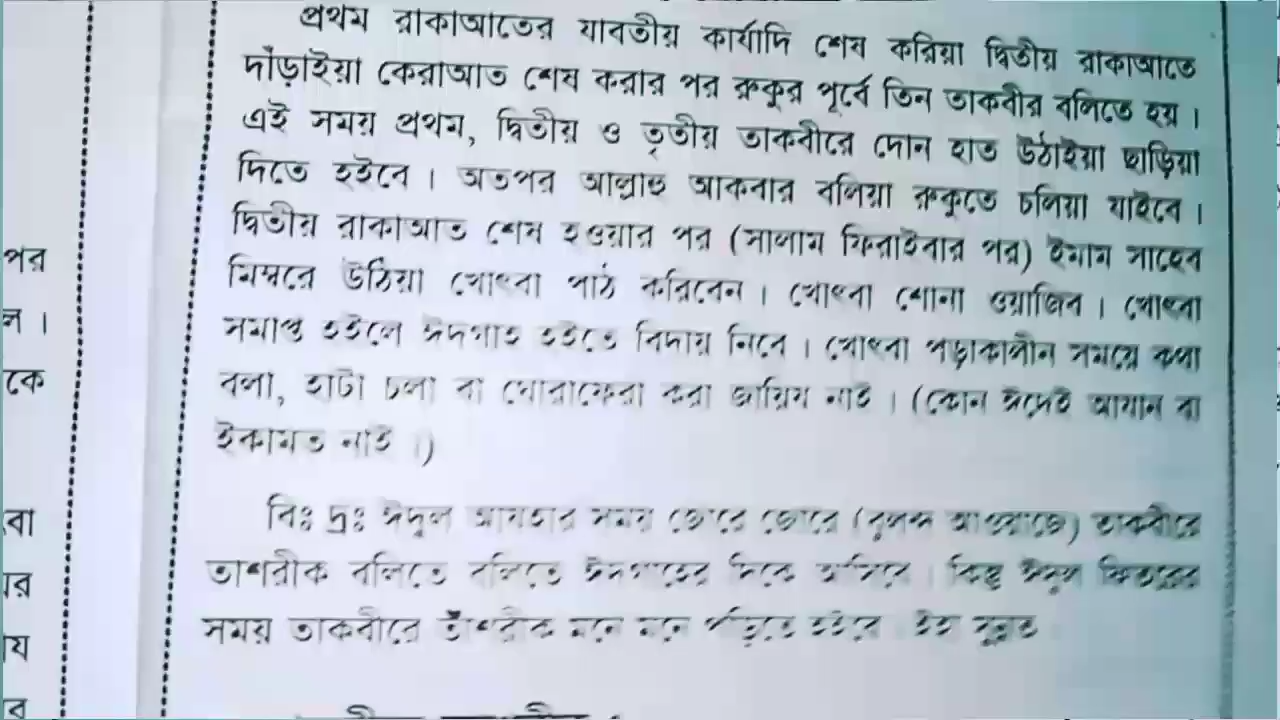 প্রথম রাকাআতের যাবতীয় কার্যাদি শেষ করিয়া দ্বিতীয় রাকাআতে
দাঁড়াইয়া কেরাআত শেষ করার পর রুকুর পূর্বে তিন তাকবীর বলিতে হয়।
এই সময় প্রথম, দ্বিতীয় ও তৃতীয় তাকবীরে দোন হাত উঠাইয়া ছাড়িয়া
দিতে হইবে। অতপর আল্লাহু আকবার বলিয়া রুকুতে চলিয়া যাইবে।
দ্বিতীয় রাকাআত শেষ হওয়ার পর (সালাম ফিরাইবার পর) ইমাম সাহেব
মিম্বরে উঠিয়া খোৎবা পাঠ করিবেন। খোৎবা শোনা ওয়াজিব। খোৎবা
সমাপ্ত হইলে ঈদগাহ হইতে বিদায় নিবে। খোৎবা পড়াকালীন সময়ে কথা
বলা, হাটা চলা বা ঘোরাফেরা করা জায়িয নাই। (কোন ঈদেই আযান বা
ইকামত নাই।)
বিঃ দ্রঃ ঈদুল আযহার সময় জোরে জোরে (বুলন্দ আওয়াজে) তাকবীরে
তাশরীক বলিতে বলিতে ঈদগাহের দিকে আসিবে। কিন্তু ঈদুল ফিতরের
সময় তাকবীরে তাশরীক মনে মনে পড়িতে হইবে
পর
ল।
কে
বা
য